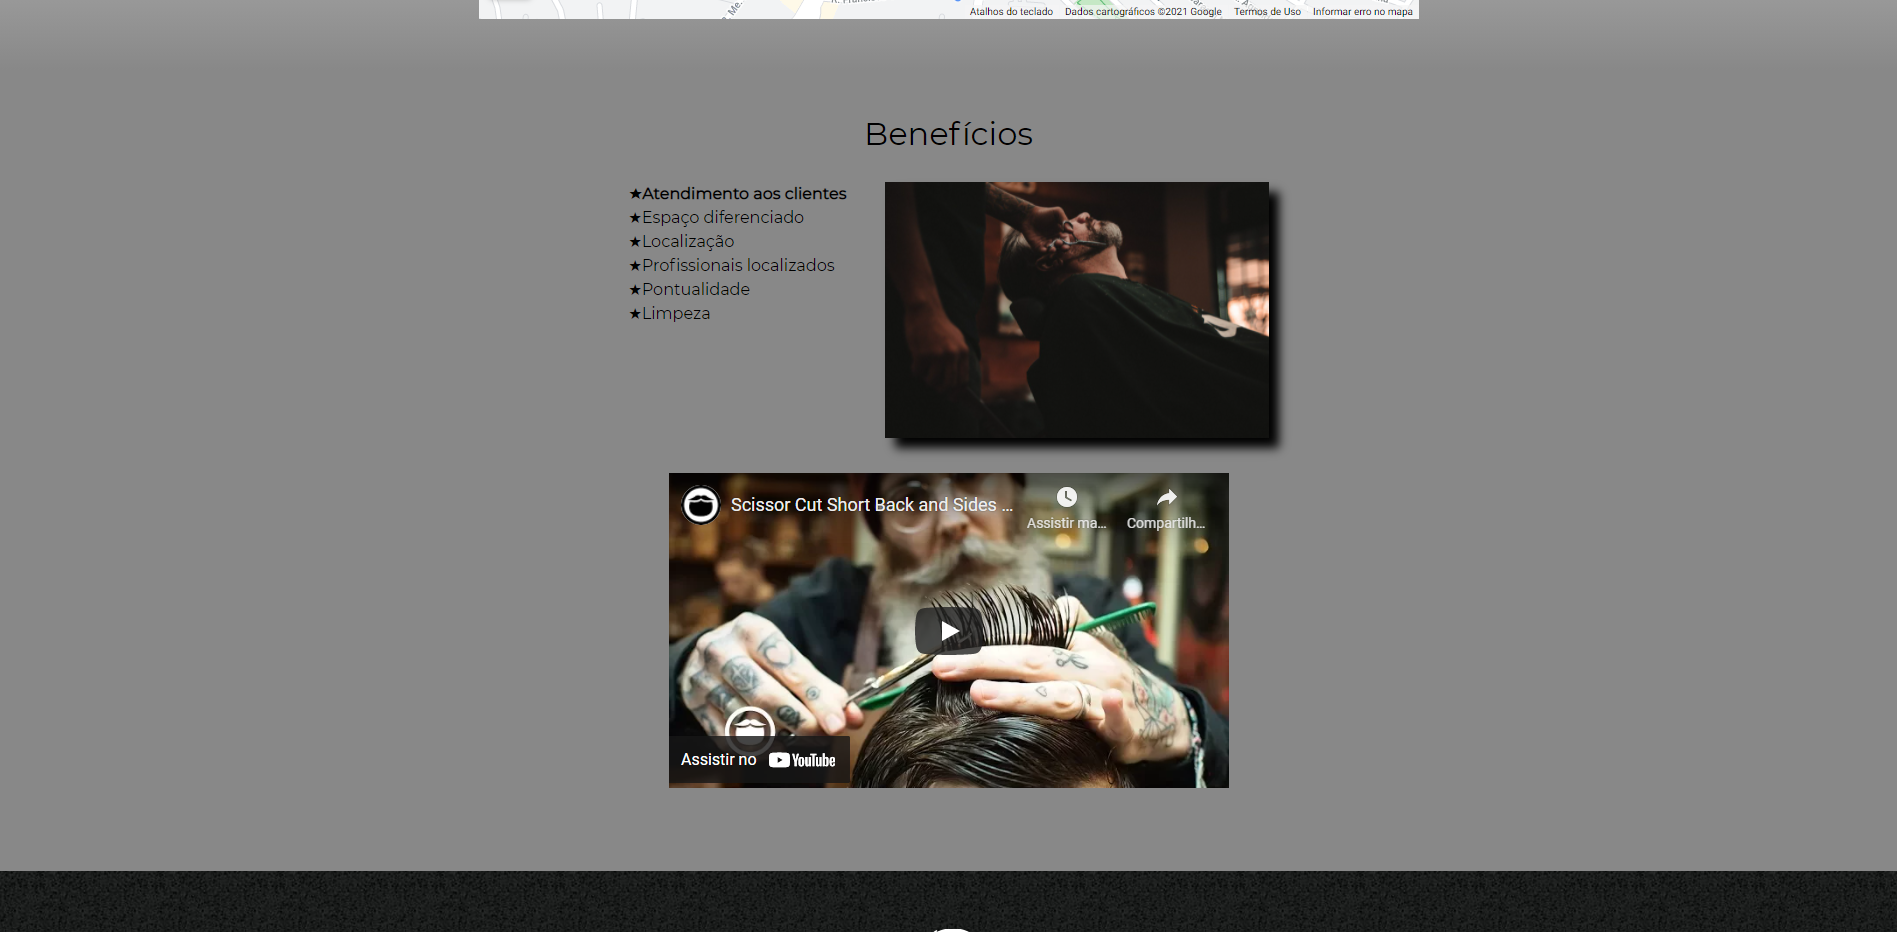 Atalhos do teclado Dados cartográficos ©2021 Google Termos de Uso Informar erro no mapa
Benefícios
★Atendimento aos clientes
★Espaço diferenciado
★Localização
★Profissionais localizados
★Pontualidade
★Limpeza
Scissor Cut Short Back and Sides ...
Assistir ma... Compartilh...
Assistir no YouTube